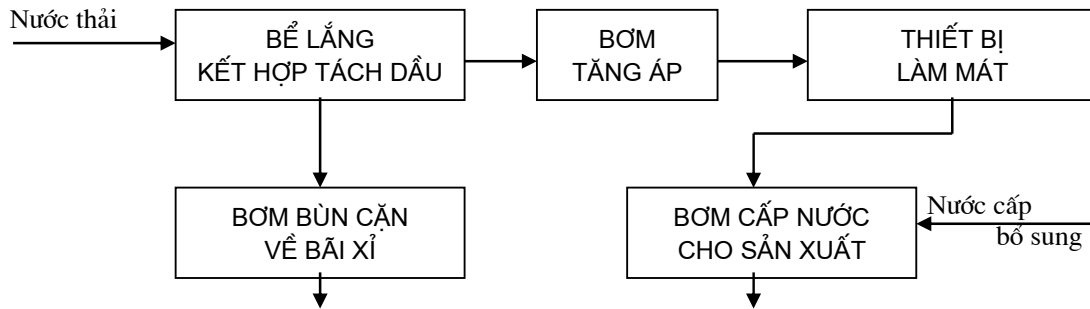 Nước thải
BỂ LẮNG
KẾT HỢP TÁCH DẦU
BƠM
TĂNG ÁP
THIẾT BỊ
LÀM MÁT
BƠM BÙN CẶN
VỀ BÃI XỈ
BƠM CẤP NƯỚC
CHO SẢN XUẤT
Nước cấp
bổ sung